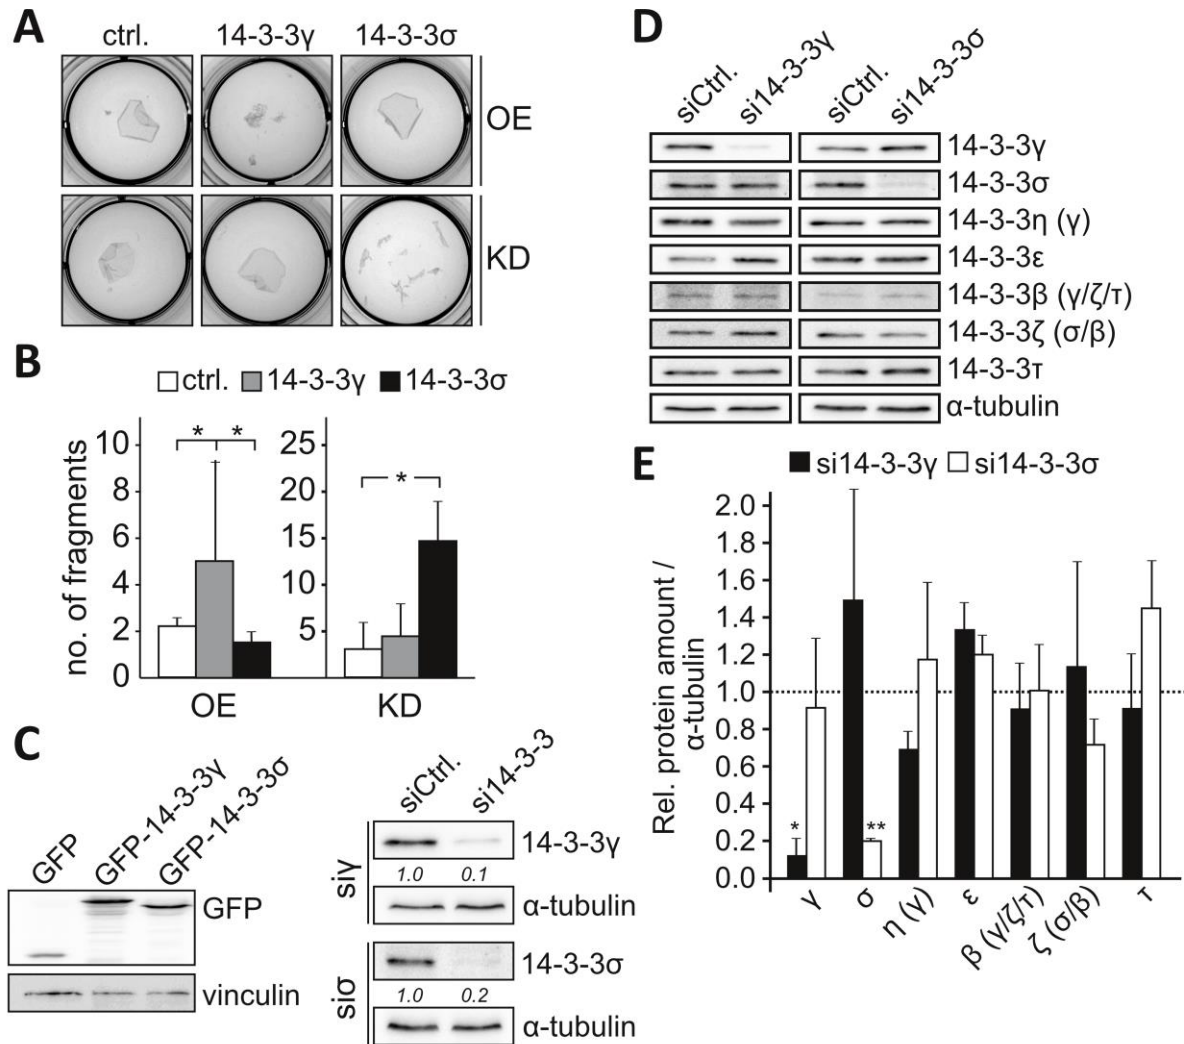 A
ctrl. 14-3-3γ 14-3-3σ
OE
KD
B
ctrl. 14-3-3γ 14-3-3σ
no. of fragments
10
8
6
4
2
0
* *
OE
25
20
15
10
5
*
KD
C
GFP GFP-14-3-3γ GFP-14-3-3σ
GFP
vinculin
siCtrl. si14-3-3
siγ
14-3-3γ
1.0 0.1
α-tubulin
siσ
14-3-3σ
1.0 0.2
α-tubulin
D
siCtrl. si14-3-3γ siCtrl. si14-3-3σ
14-3-3γ
14-3-3σ
14-3-3η (γ)
14-3-3ε
14-3-3β (γ/ζ/τ)
14-3-3ζ (σ/β)
14-3-3τ
α-tubulin
E
si14-3-3γ si14-3-3σ
Rel. protein amount /
α-tubulin
2.0
1.8
1.6
1.4
1.2
1.0
0.8
0.6
0.4
0.2
0.0
* **
γ σ η (γ) ε β (γ/ζ/τ) ζ (σ/β) τ